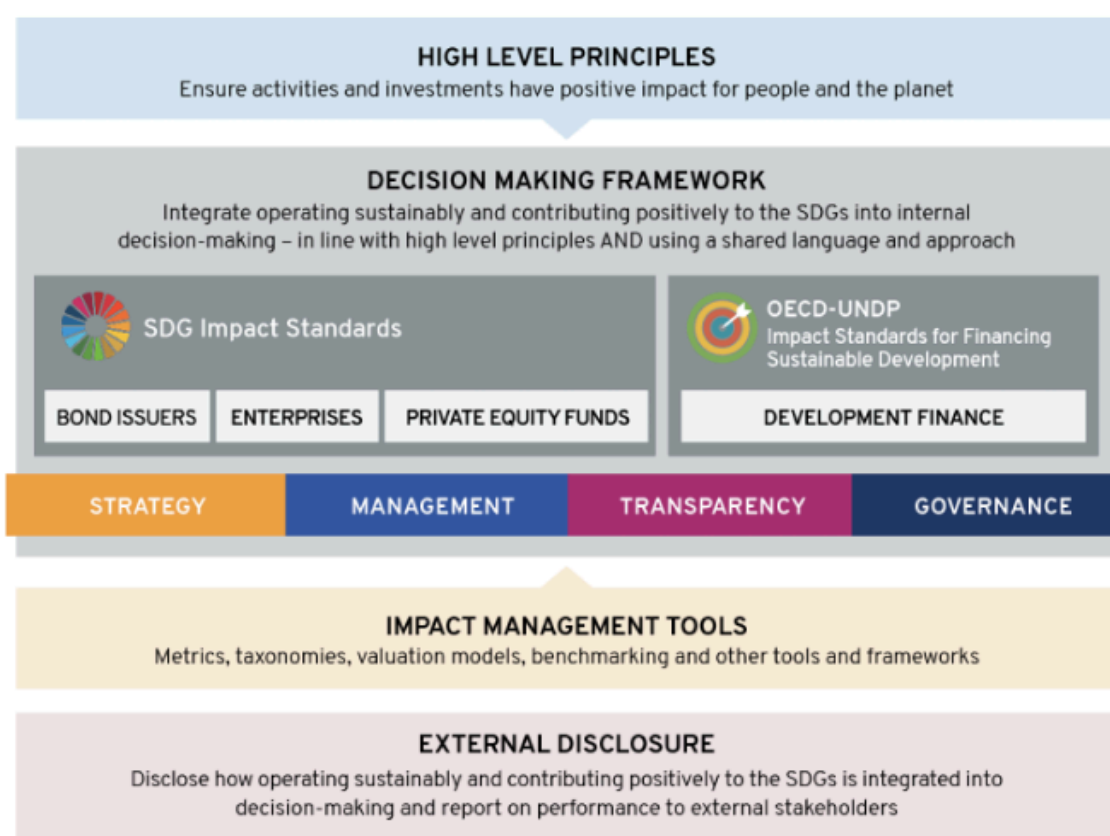 HIGH LEVEL PRINCIPLES
Ensure activities and investments have positive impact for people and the planet
DECISION MAKING FRAMEWORK
Integrate operating sustainably and contributing positively to the SDGs into internal
decision-making – in line with high level principles AND using a shared language and approach
SDG Impact Standards
OECD-UNDP
Impact Standards for Financing
Sustainable Development
BOND ISSUERS
ENTERPRISES
PRIVATE EQUITY FUNDS
DEVELOPMENT FINANCE
STRATEGY
MANAGEMENT
TRANSPARENCY
GOVERNANCE
IMPACT MANAGEMENT TOOLS
Metrics, taxonomies, valuation models, benchmarking and other tools and frameworks
EXTERNAL DISCLOSURE
Disclose how operating sustainably and contributing positively to the SDGs is integrated into
decision-making and report on performance to external stakeholders